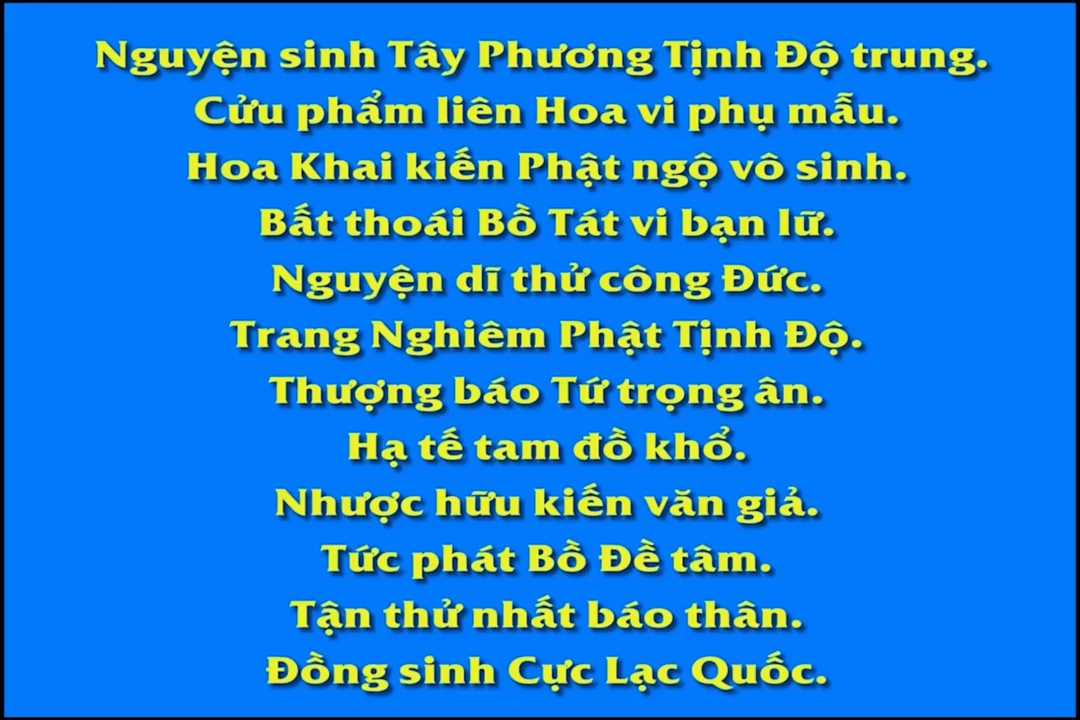 Nguyện sinh Tây Phương Tịnh Độ trung.
Cửu phẩm liên Hoa vi phụ mẫu.
Hoa Khai kiến Phật ngộ vô sinh.
Bất thoái Bồ Tát vi bạn lữ.
Nguyện dĩ thử công Đức.
Trang Nghiêm Phật Tịnh Độ.
Thượng báo Tứ trọng ân.
Hạ tế tam đồ khổ.
Nhược hữu kiến văn giả.
Tức phát Bồ Đề tâm.
Tận thử nhất báo thân.
Đồng sinh Cực Lạc Quốc.